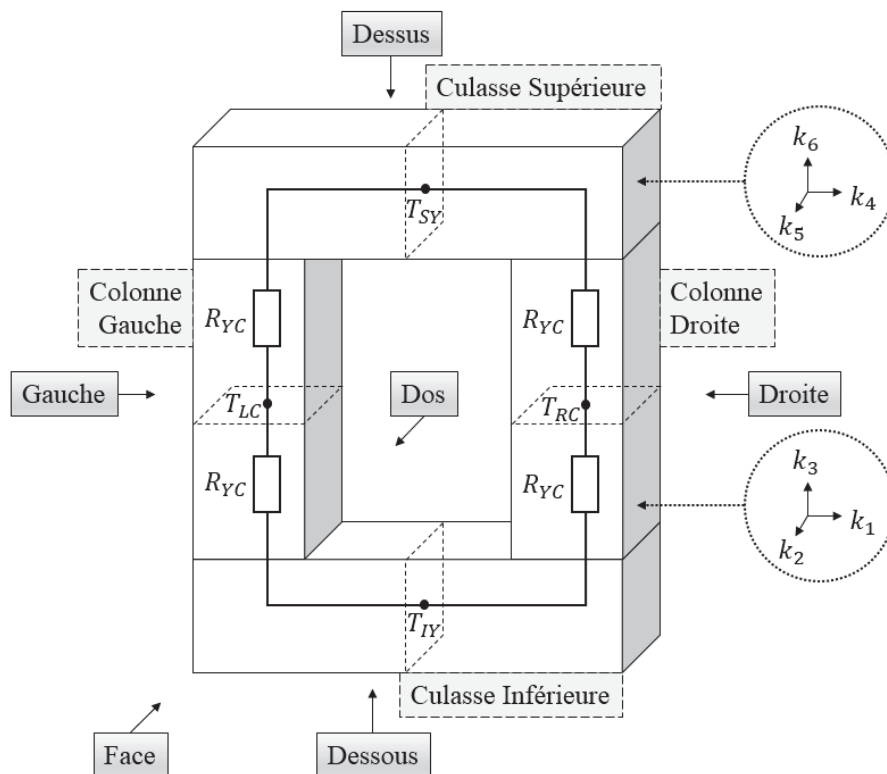 Dessus
Culasse Supérieure
k₆
k₄
k₅
T_SY
Colonne
Gauche
R_YC
R_YC
Colonne
Droite
Gauche
T_LC
Dos
T_RC
Droite
R_YC
R_YC
k₃
k₁
k₂
T_IY
Culasse Inférieure
Face
Dessous